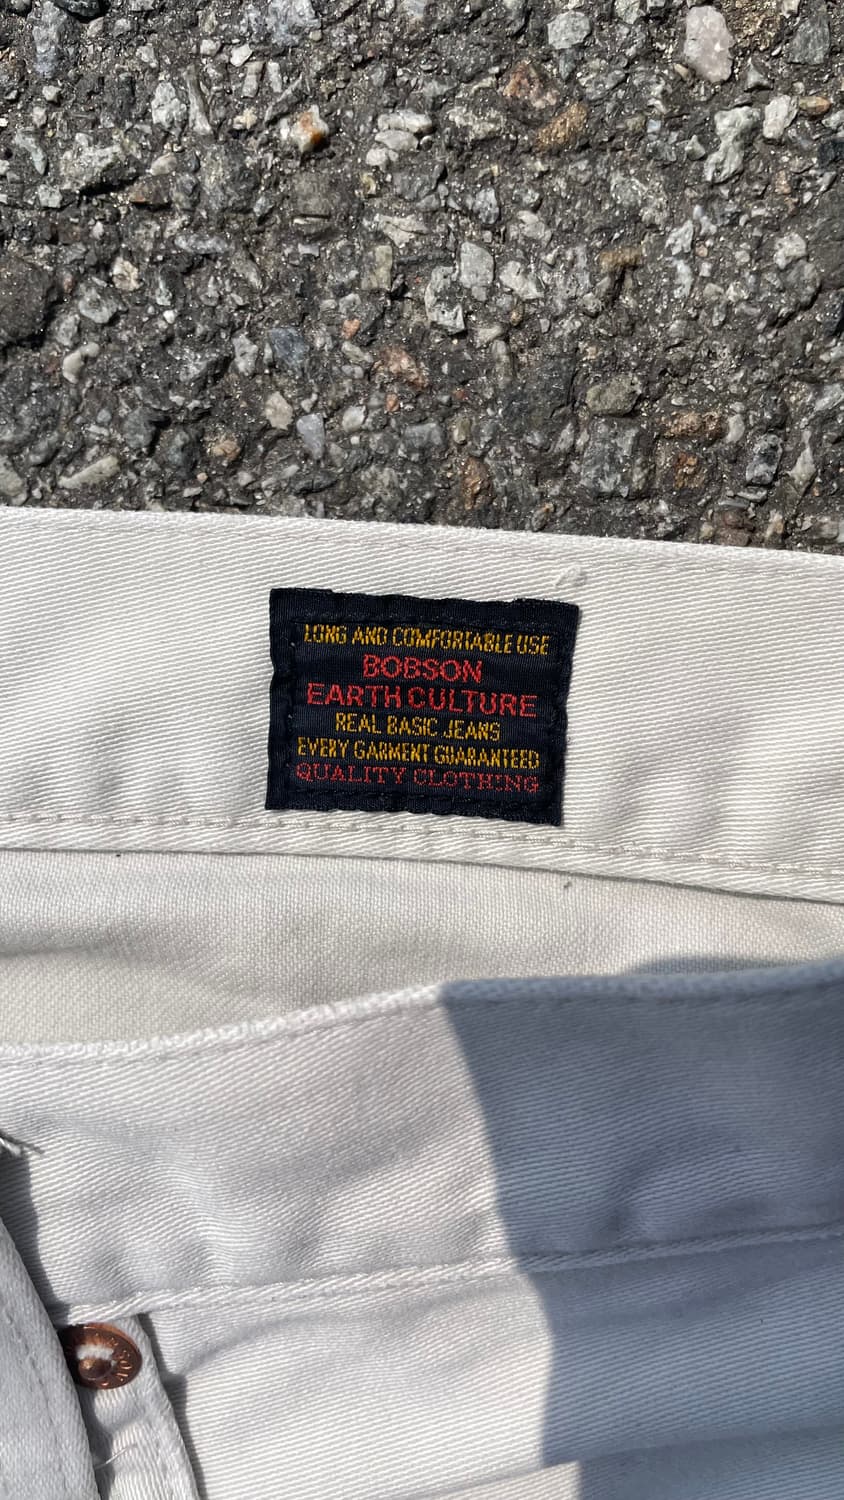 LONG AND COMFORTABLE USE
BOBSON
EARTH CULTURE
REAL BASIC JEANS
EVERY GARMENT GUARANTEED
QUALITY CLOTHING